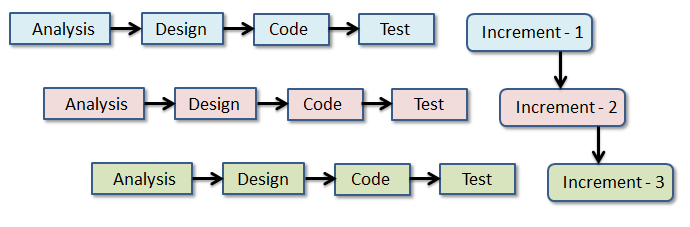 Analysis Design Code Test Increment - 1
Analysis Design Code Test Increment - 2
Analysis Design Code Test Increment - 3